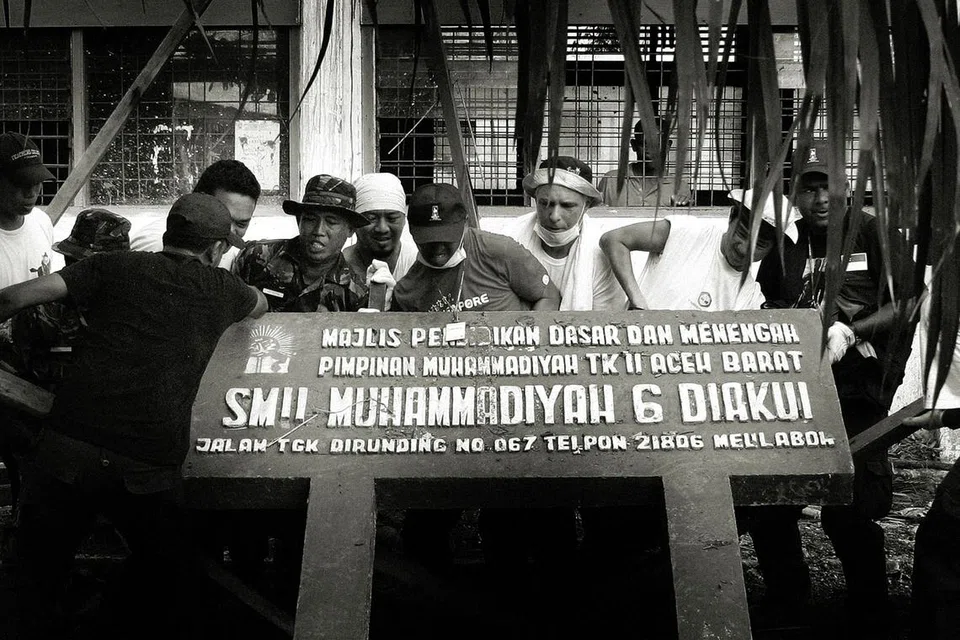 MAJLIS PENDIDIKAN DASAR DAN MENENGAH
PIMPINAN MUHAMMADIYAH TK II ACEH BARAT
SMU MUHAMMADIYAH 6 DIAKUI
JALAN TGK DIRUNDING NO. 067 TELPON 21806 MEULABOH